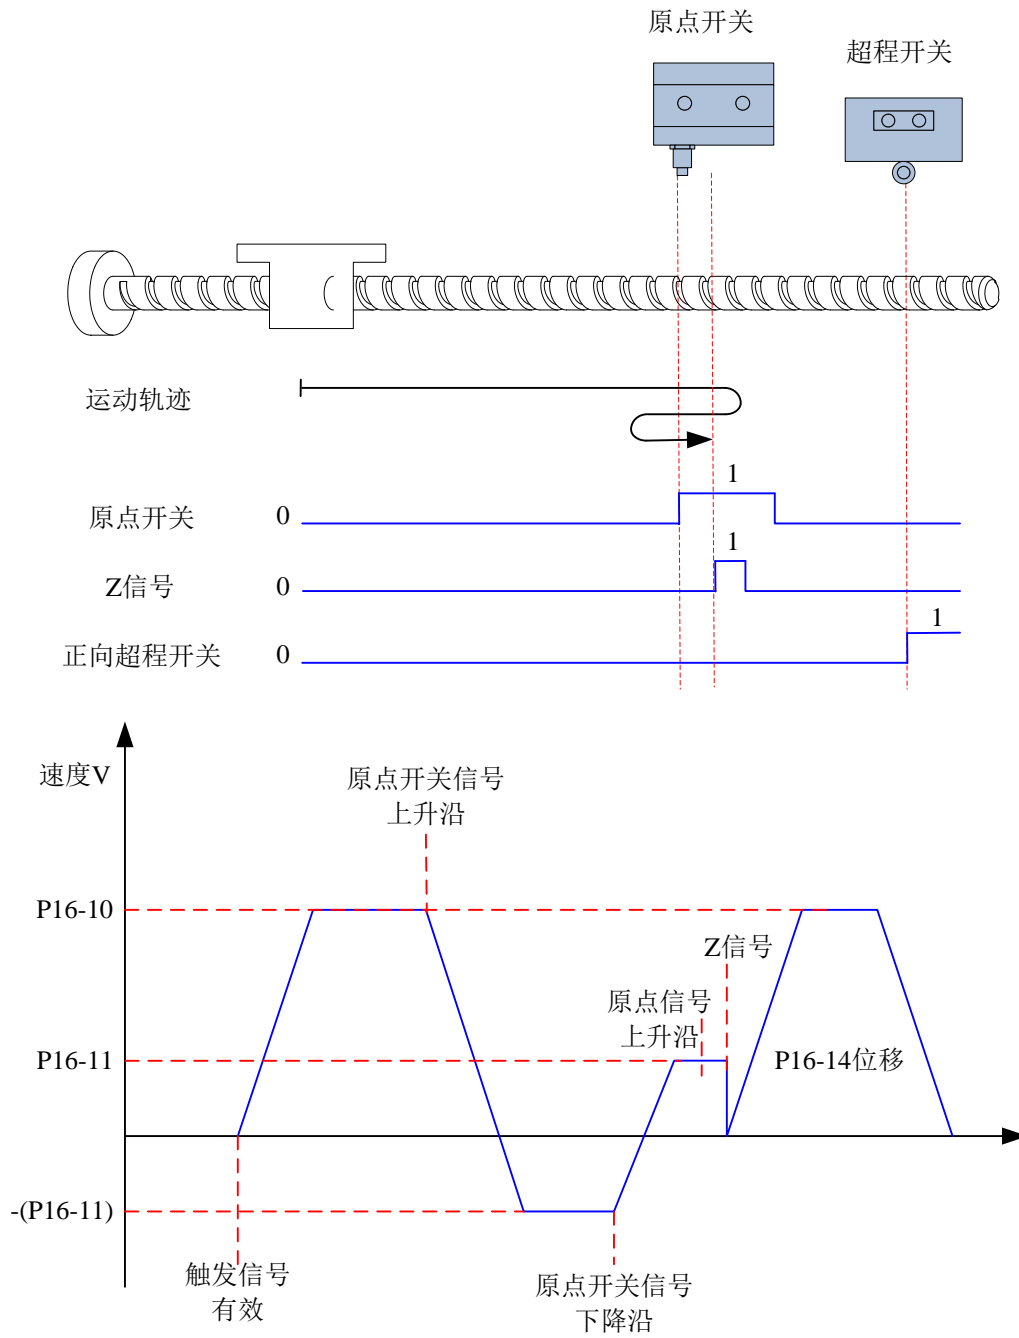 原点开关
超程开关
运动轨迹
1
原点开关
0
1
Z信号
0
1
正向超程开关
0
速度V
原点开关信号
上升沿
P16-10
Z信号
原点信号
上升沿
P16-11
P16-14位移
-(P16-11)
触发信号
有效
原点开关信号
下降沿